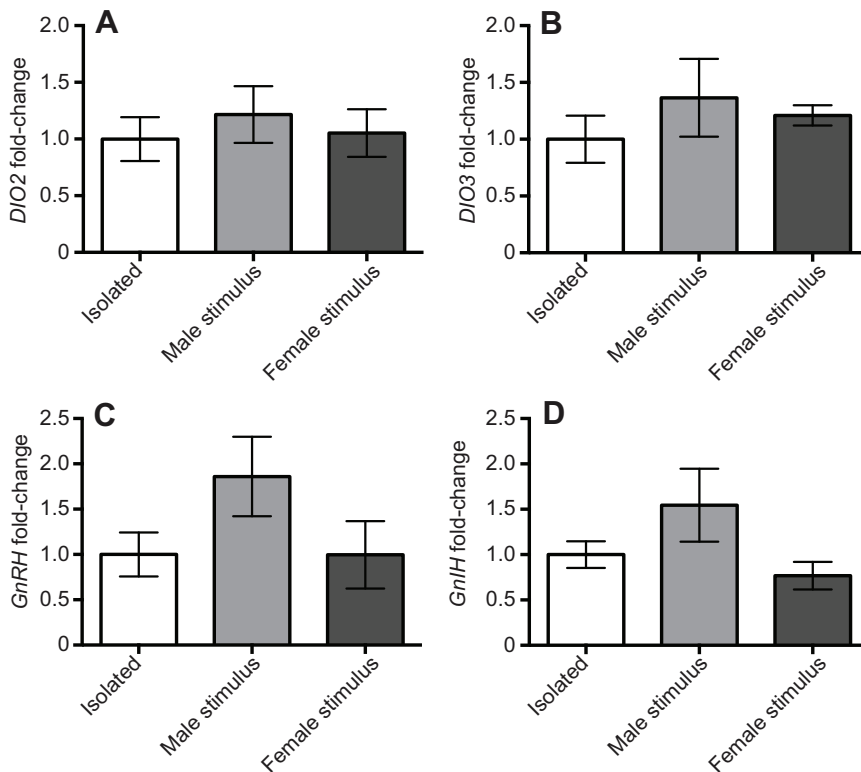 A
DIO2 fold-change
2.0
1.5
1.0
0.5
0
Isolated
Male stimulus
Female stimulus
B
DIO3 fold-change
2.0
1.5
1.0
0.5
0
Isolated
Male stimulus
Female stimulus
C
GnRH fold-change
2.5
2.0
1.5
1.0
0.5
0
Isolated
Male stimulus
Female stimulus
D
GnIH fold-change
2.5
2.0
1.5
1.0
0.5
0
Isolated
Male stimulus
Female stimulus